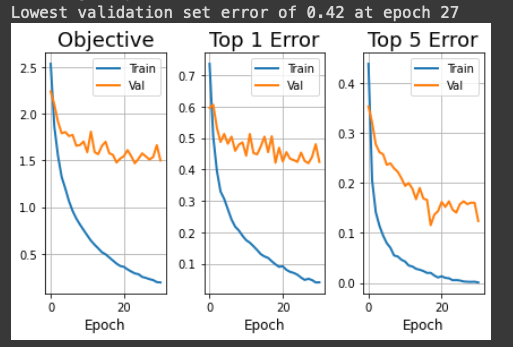 Lowest validation set error of 0.42 at epoch 27
Objective
Top 1 Error
Top 5 Error
Train
Val
Train
Val
Train
Val
2.5
2.0
1.5
1.0
0.5
0
20
Epoch
0.7
0.6
0.5
0.4
0.3
0.2
0.1
0
20
Epoch
0.4
0.3
0.2
0.1
0.0
0
20
Epoch